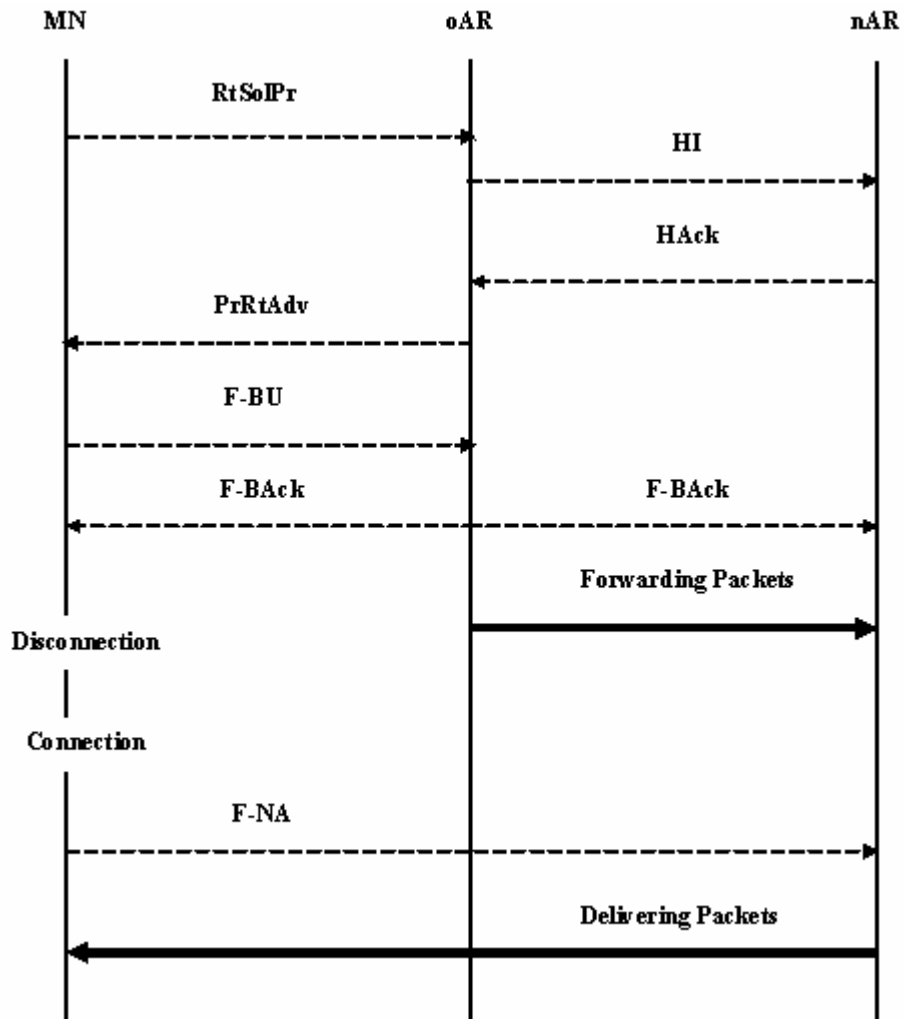 MN oAR nAR
RtSolPr
HI
HAck
PrRtAdv
F-BU
F-BAck F-BAck
Forwarding Packets
Disconnection
Connection
F-NA
Delivering Packets